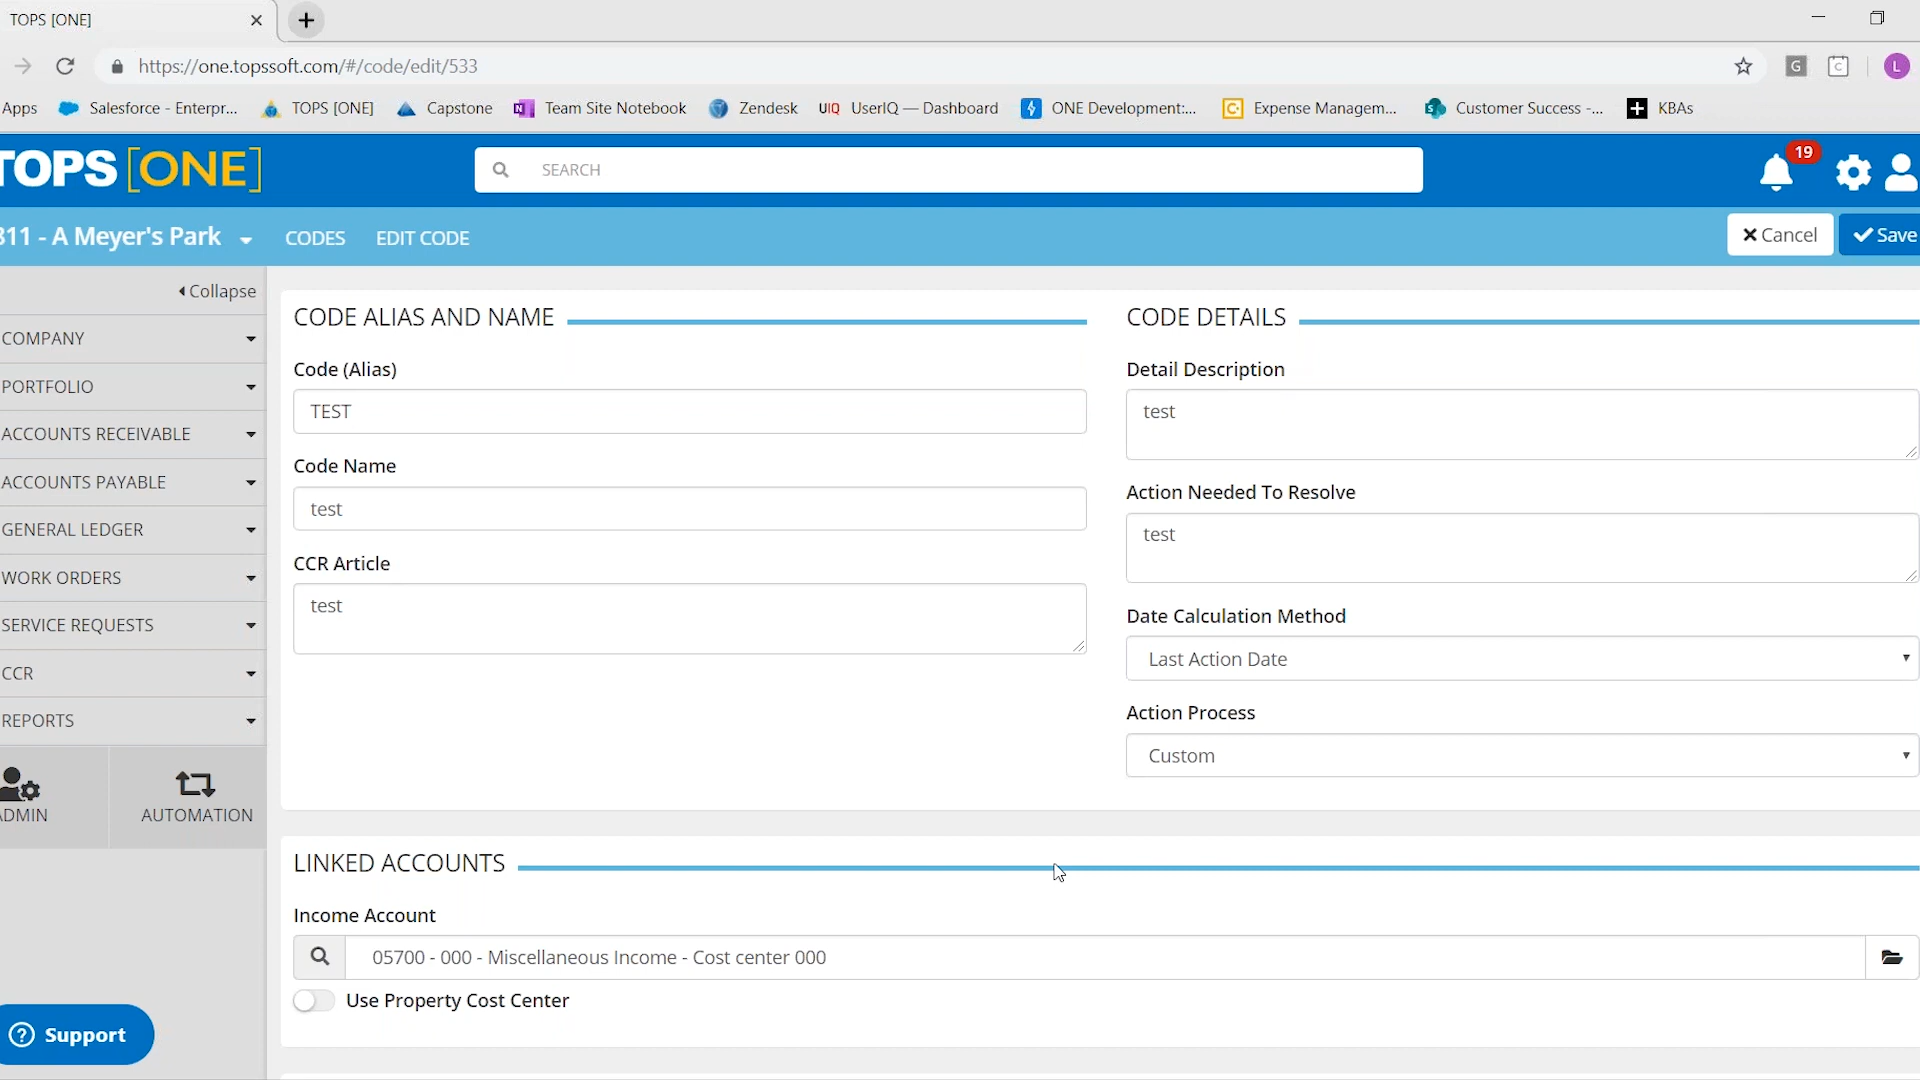 TOPS [ONE]
https://one.topssoft.com/#/code/edit/533
G C L
Apps Salesforce - Enterpr... TOPS [ONE] Capstone Team Site Notebook Zendesk UIQ UserIQ — Dashboard ONE Development:... Expense Managem... Customer Success -... KBAs
TOPS [ONE] SEARCH 19
811 - A Meyer's Park CODES EDIT CODE Cancel Save
Collapse
COMPANY
PORTFOLIO
ACCOUNTS RECEIVABLE
ACCOUNTS PAYABLE
GENERAL LEDGER
WORK ORDERS
SERVICE REQUESTS
CCR
REPORTS
ADMIN AUTOMATION
Support
CODE ALIAS AND NAME
Code (Alias)
TEST
Code Name
test
CCR Article
test
CODE DETAILS
Detail Description
test
Action Needed To Resolve
test
Date Calculation Method
Last Action Date
Action Process
Custom
LINKED ACCOUNTS
Income Account
05700 - 000 - Miscellaneous Income - Cost center 000
Use Property Cost Center